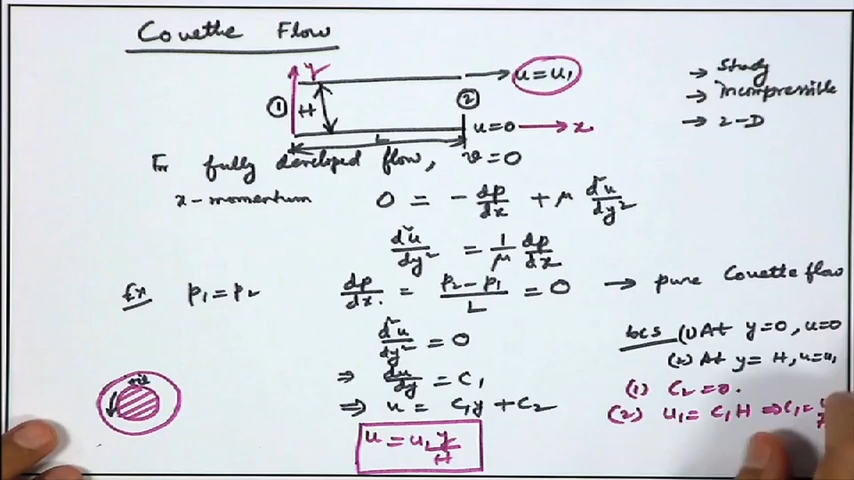 Couette Flow
y
u = u₁
→ Steady
→ incompressible
→ 2-D
① H ②
u = 0 → x
L
For fully developed flow, v = 0
x-momentum 0 = - dp/dx + μ d²u/dy²
d²u/dy² = 1/μ dp/dx
Ex p₁ = p₂ dp/dx = (p₂ - p₁)/L = 0 → pure Couette flow
d²u/dy² = 0
bcs (1) At y = 0, u = 0
(2) At y = H, u = u₁
⇒ du/dy = C₁
(1) C₂ = 0.
⇒ u = C₁y + C₂
(2) u₁ = C₁H ⇒ C₁ =
u = u₁ y/H